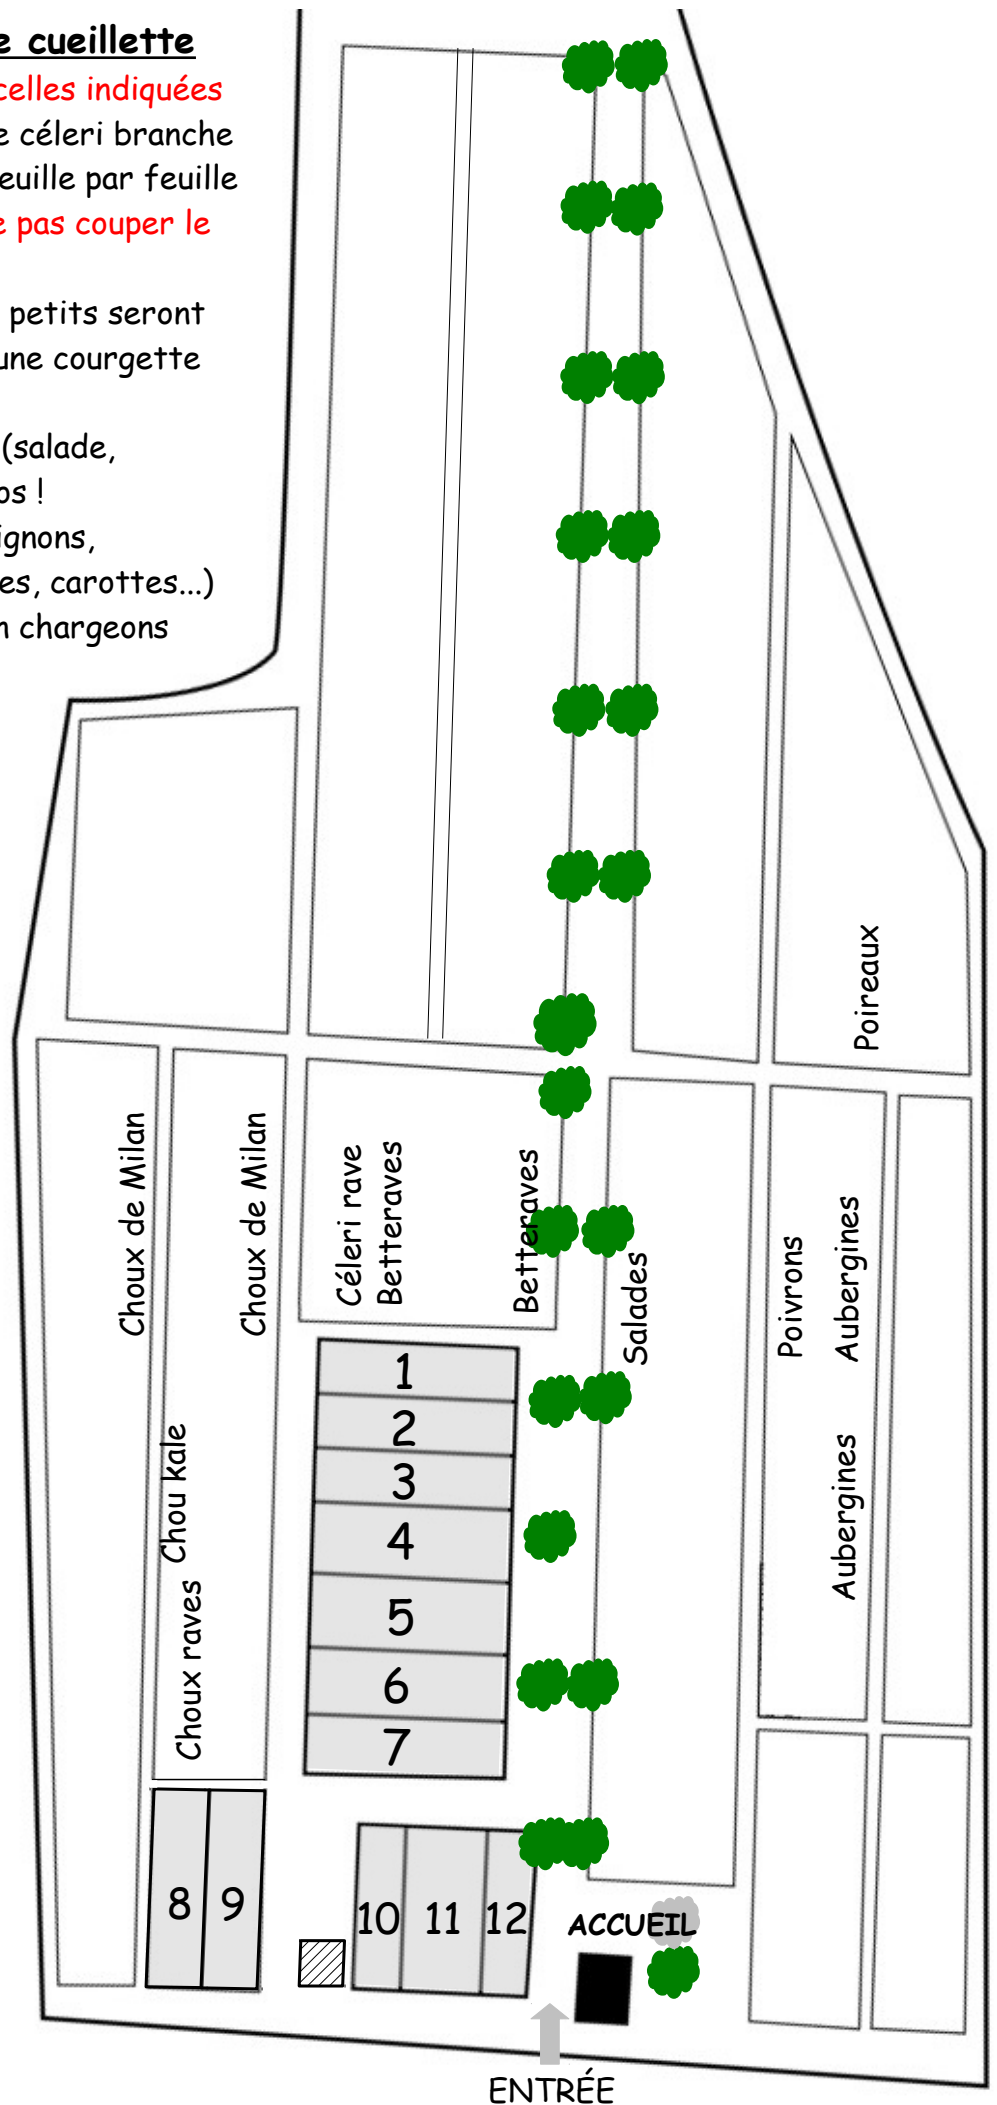 e cueillette
celles indiquées
e céleri branche
euille par feuille
e pas couper le
petits seront
une courgette
(salade,
os !
ignons,
es, carottes...)
n chargeons
Poireaux
Choux de Milan
Choux de Milan
Céleri rave
Betteraves
Betteraves
Salades
Poivrons
Aubergines
Aubergines
Chou kale
Choux raves
1
2
3
4
5
6
7
8
9
10
11
12
ACCUEIL
ENTRÉE